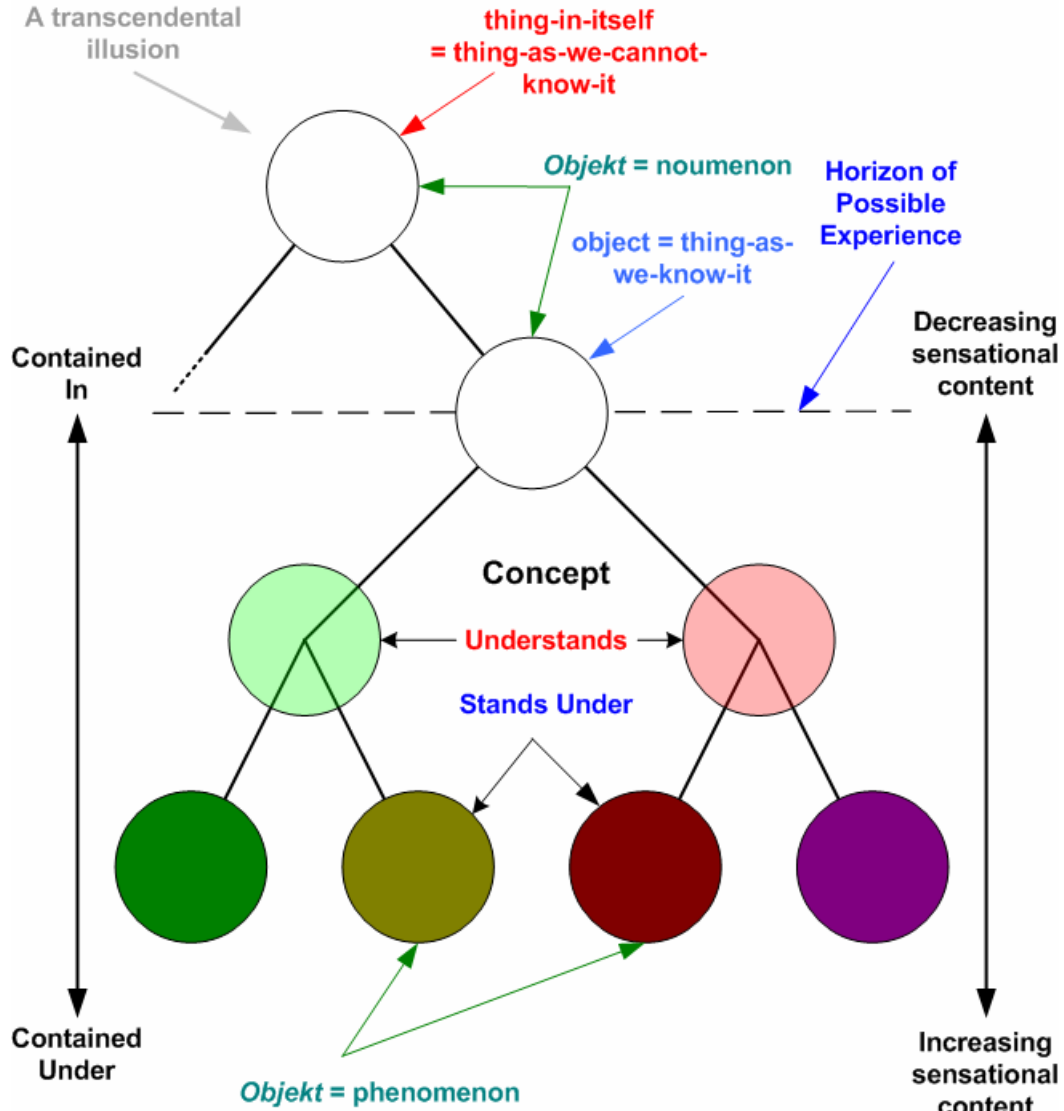 A transcendental
illusion
thing-in-itself
= thing-as-we-cannot-
know-it
Objekt = noumenon
Horizon of
Possible
Experience
object = thing-as-
we-know-it
Contained
In
Decreasing
sensational
content
Concept
Understands
Stands Under
Contained
Under
Increasing
sensational
content
Objekt = phenomenon